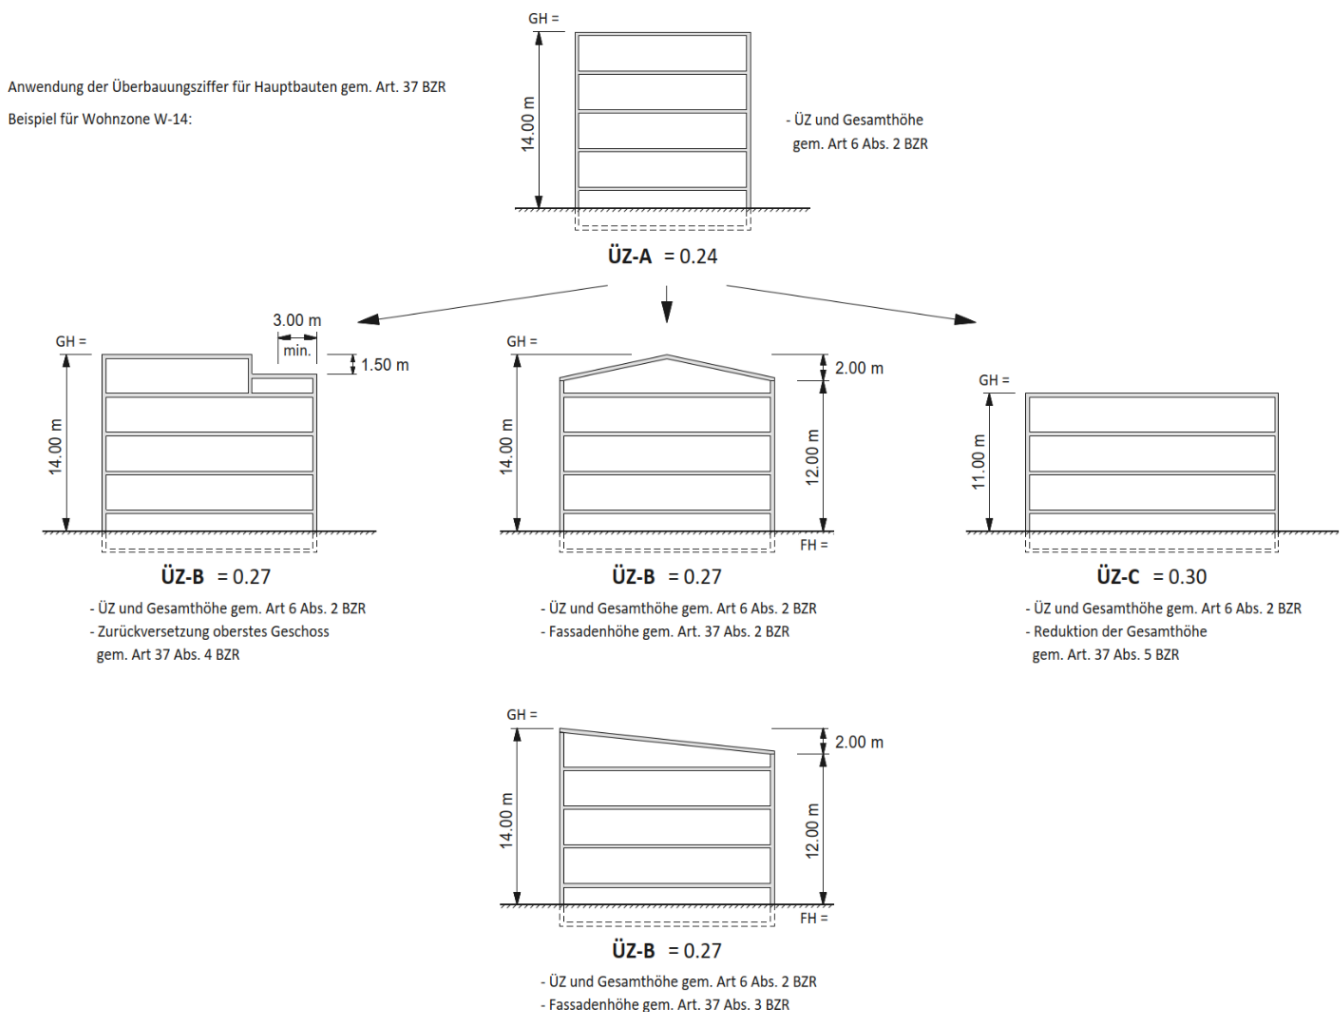 GH =
Anwendung der Überbauungsziffer für Hauptbauten gem. Art. 37 BZR
Beispiel für Wohnzone W-14:
14.00 m
- ÜZ und Gesamthöhe
gem. Art 6 Abs. 2 BZR
ÜZ-A = 0.24
3.00 m
min.
GH =
1.50 m
14.00 m
GH =
2.00 m
14.00 m
12.00 m
FH =
GH =
11.00 m
ÜZ-B = 0.27
- ÜZ und Gesamthöhe gem. Art 6 Abs. 2 BZR
- Zurückversetzung oberstes Geschoss
gem. Art 37 Abs. 4 BZR
ÜZ-B = 0.27
- ÜZ und Gesamthöhe gem. Art 6 Abs. 2 BZR
- Fassadenhöhe gem. Art. 37 Abs. 2 BZR
ÜZ-C = 0.30
- ÜZ und Gesamthöhe gem. Art 6 Abs. 2 BZR
- Reduktion der Gesamthöhe
gem. Art. 37 Abs. 5 BZR
GH =
2.00 m
14.00 m
12.00 m
FH =
ÜZ-B = 0.27
- ÜZ und Gesamthöhe gem. Art 6 Abs. 2 BZR
- Fassadenhöhe gem. Art. 37 Abs. 3 BZR